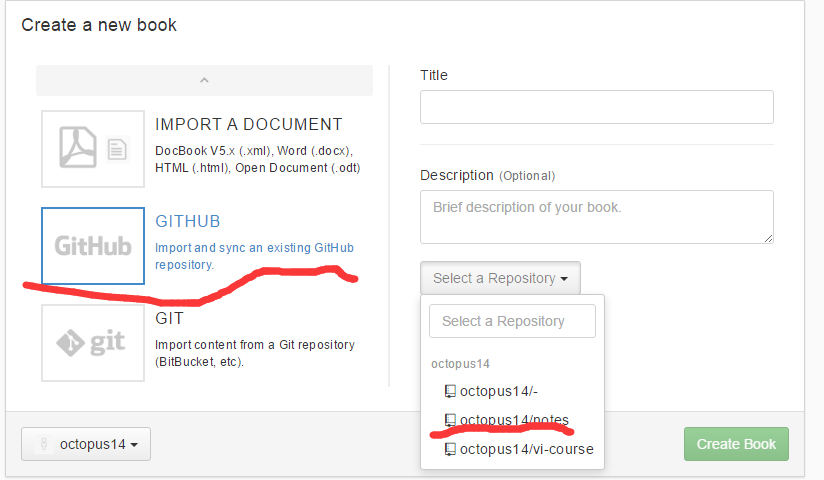 Create a new book
IMPORT A DOCUMENT
DocBook V5.x (.xml), Word (.docx),
HTML (.html), Open Document (.odt)
GitHub
GITHUB
Import and sync an existing GitHub
repository.
git
GIT
Import content from a Git repository
(BitBucket, etc).
Title
Description (Optional)
Brief description of your book.
Select a Repository
Select a Repository
octopus14
octopus14/-
octopus14/notes
octopus14/vi-course
octopus14
Create Book